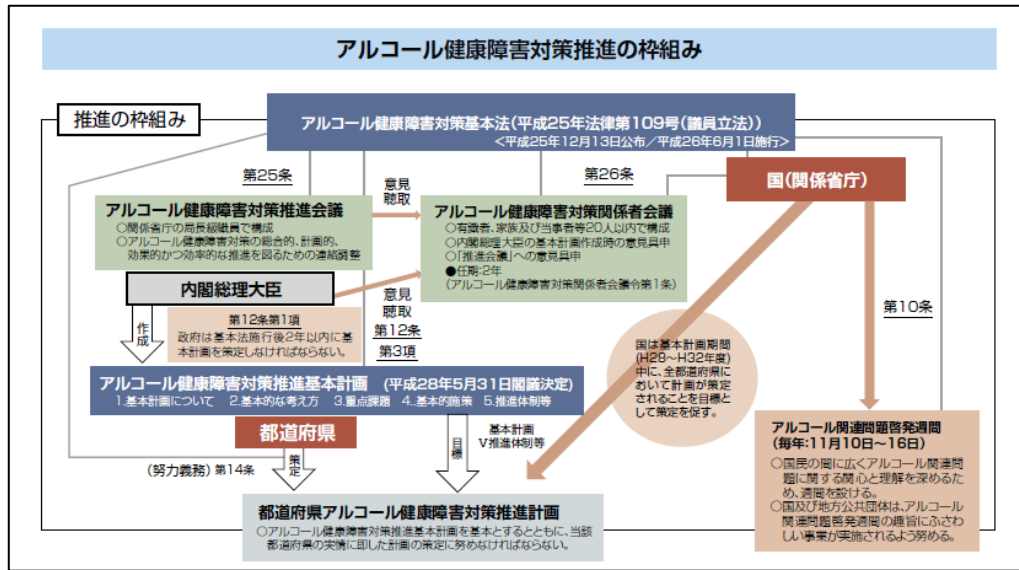 アルコール健康障害対策推進の枠組み
推進の枠組み
アルコール健康障害対策基本法(平成25年法律第109号(議員立法))
<平成25年12月13日公布/平成26年6月1日施行>
国(関係省庁)
第25条
意見
聴取
第26条
アルコール健康障害対策推進会議
○関係省庁の局長級職員で構成
○アルコール健康障害対策の総合的、計画的、
効果的かつ効率的な推進を図るための連絡調整
アルコール健康障害対策関係者会議
○有識者、家族及び当事者等20人以内で構成
○内閣総理大臣の基本計画作成時の意見具申
○「推進会議」への意見具申
●任期:2年
(アルコール健康障害対策関係者会議令第1条)
内閣総理大臣
意見
聴取
第12条
第3項
作成
第12条第1項
政府は基本法施行後2年以内に基
本計画を策定しなければならない。
第10条
国は基本計画期間
(H29~H32年度)
中に、全都道府県に
おいて計画が策定
されることを目標
として策定を促す。
アルコール健康障害対策推進基本計画 (平成28年5月31日閣議決定)
1.基本計画について 2.基本的な考え方 3.重点課題 4..基本的施策 5.推進体制等
都道府県
(努力義務) 第14条
策定
目標
基本計画
V推進体制等
アルコール関連問題啓発週間
(毎年:11月10日~16日)
○国民の間に広くアルコール関連問
題に関する関心と理解を深めるた
め、週間を設ける。
○国及び地方公共団体は、アルコール
関連問題啓発週間の趣旨にふさわ
しい事業が実施されるよう努める。
都道府県アルコール健康障害対策推進計画
○アルコール健康障害対策推進基本計画を基本とするとともに、当該
都道府県の実情に即した計画の策定に努めなければならない。